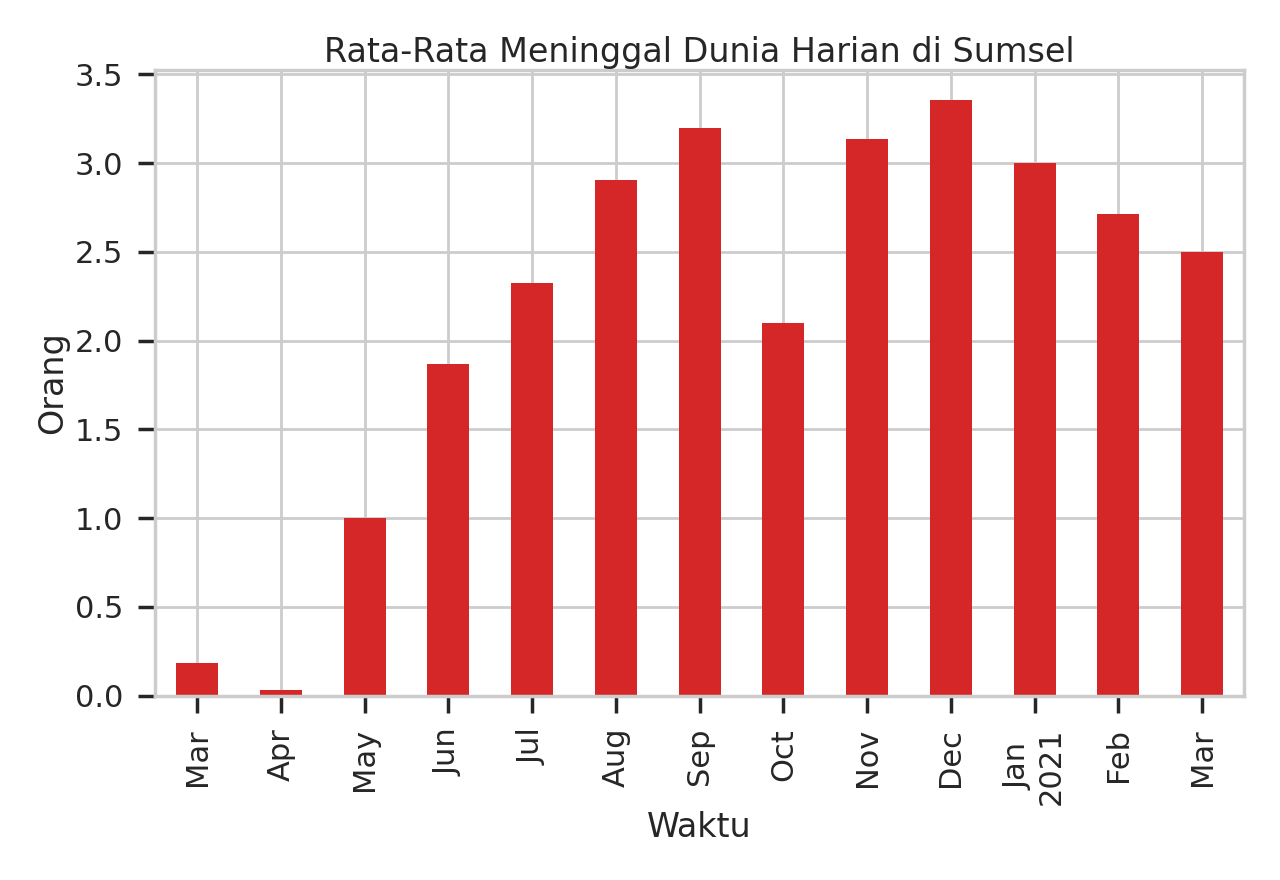 Rata-Rata Meninggal Dunia Harian di Sumsel
3.5
3.0
2.5
2.0
1.5
1.0
0.5
0.0
Orang
Mar
Apr
May
Jun
Jul
Aug
Sep
Oct
Nov
Dec
Jan
2021
Feb
Mar
Waktu